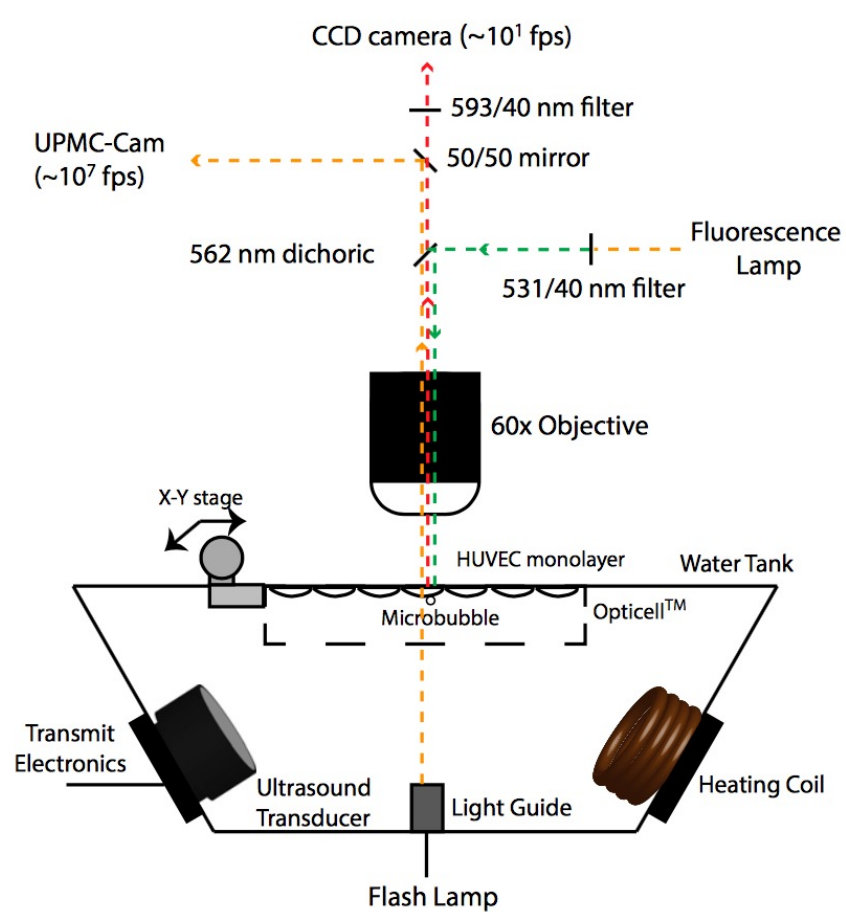 CCD camera (~10¹ fps)
593/40 nm filter
UPMC-Cam
(~10⁷ fps)
50/50 mirror
562 nm dichoric
Fluorescence
Lamp
531/40 nm filter
60x Objective
X-Y stage
HUVEC monolayer
Water Tank
Microbubble
Opticell™
Transmit
Electronics
Ultrasound
Transducer
Light Guide
Heating Coil
Flash Lamp